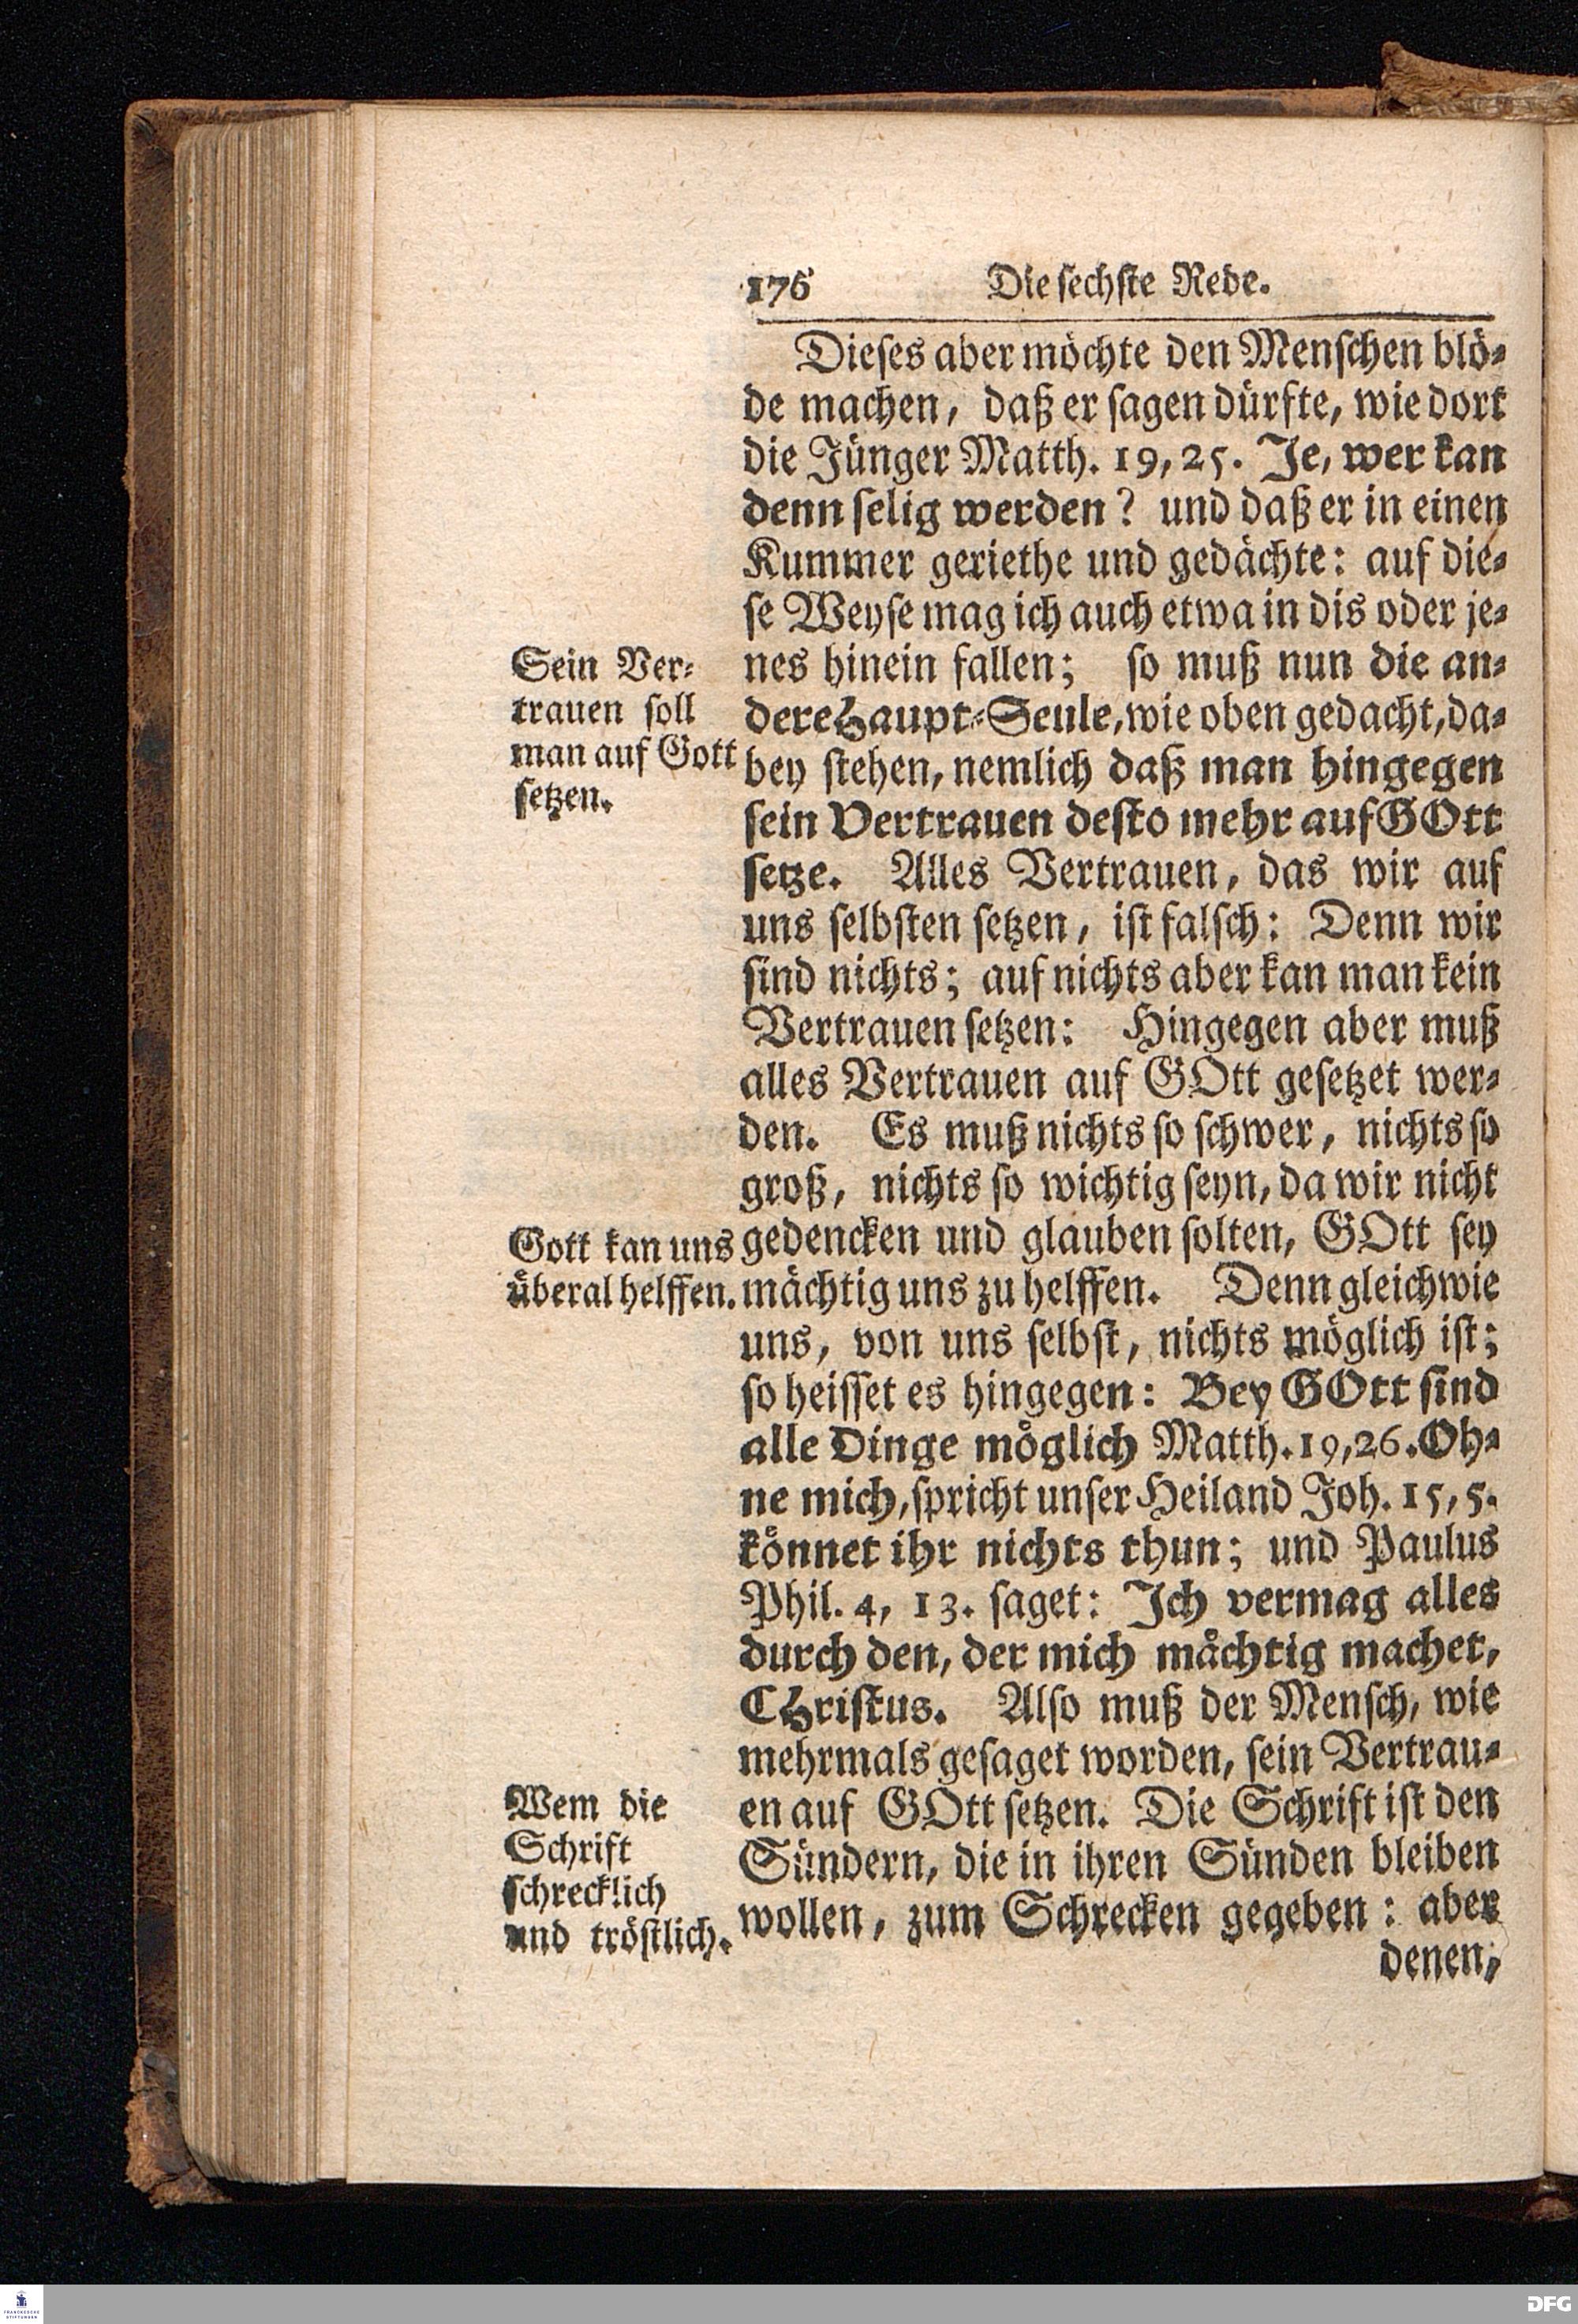 176 Die sechste Rede.
Dieses aber möchte den Menschen blö-
de machen, daß er sagen dürfte, wie dort
die Jünger Matth. 19, 25. Je, wer kan
denn selig werden? und daß er in einen
Kummer geriethe und gedächte: auf die-
se Weyse mag ich auch etwa in dis oder je-
nes hinein fallen; so muß nun die an-
dere Haupt-Seule, wie oben gedacht, da-
bey stehen, nemlich daß man hingegen
sein Vertrauen desto mehr auf GOtt
setze. Alles Vertrauen, das wir auf
uns selbsten setzen, ist falsch: Denn wir
sind nichts; auf nichts aber kan man kein
Vertrauen setzen: Hingegen aber muß
alles Vertrauen auf GOtt gesetzet wer-
den. Es muß nichts so schwer, nichts so
groß, nichts so wichtig seyn, da wir nicht
gedencken und glauben solten, GOtt sey
mächtig uns zu helffen. Denn gleichwie
uns, von uns selbst, nichts möglich ist;
so heisset es hingegen: Bey GOtt sind
alle Dinge möglich Matth. 19, 26. Oh-
ne mich, spricht unser Heiland Joh. 15, 5.
könnet ihr nichts thun; und Paulus
Phil. 4, 13. saget: Ich vermag alles
durch den, der mich mächtig machet,
CHristus. Also muß der Mensch, wie
mehrmals gesaget worden, sein Vertrau-
en auf GOtt setzen. Die Schrift ist den
Sündern, die in ihren Sünden bleiben
wollen, zum Schrecken gegeben: aber
denen,
Sein Ver-
trauen soll
man auf Gott
setzen.
Gott kan uns
überal helffen.
Wem die
Schrift
schrecklich
und tröstlich.
FRANCKESCHE
STIFTUNGEN
DFG